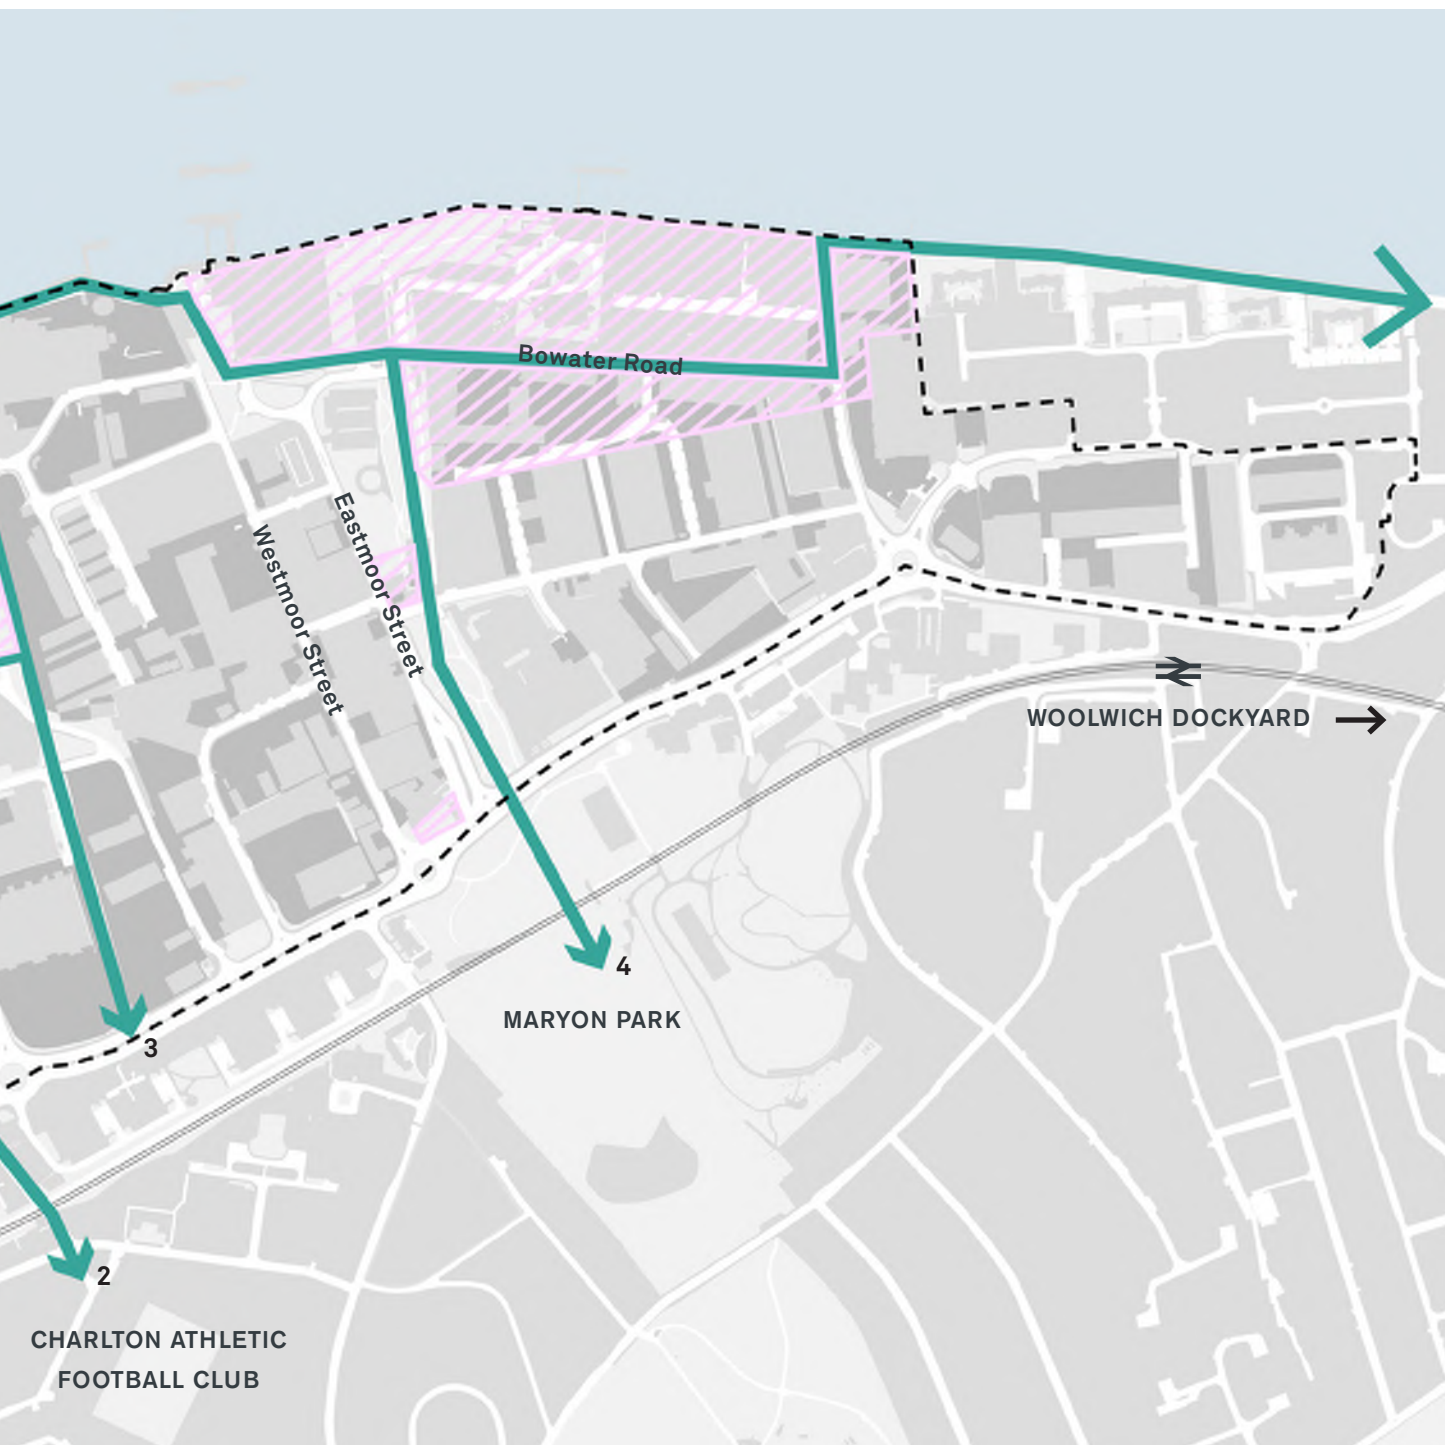 Bowater Road
Eastmoor Street
Westmoor Street
WOOLWICH DOCKYARD
4
MARYON PARK
3
2
CHARLTON ATHLETIC
FOOTBALL CLUB